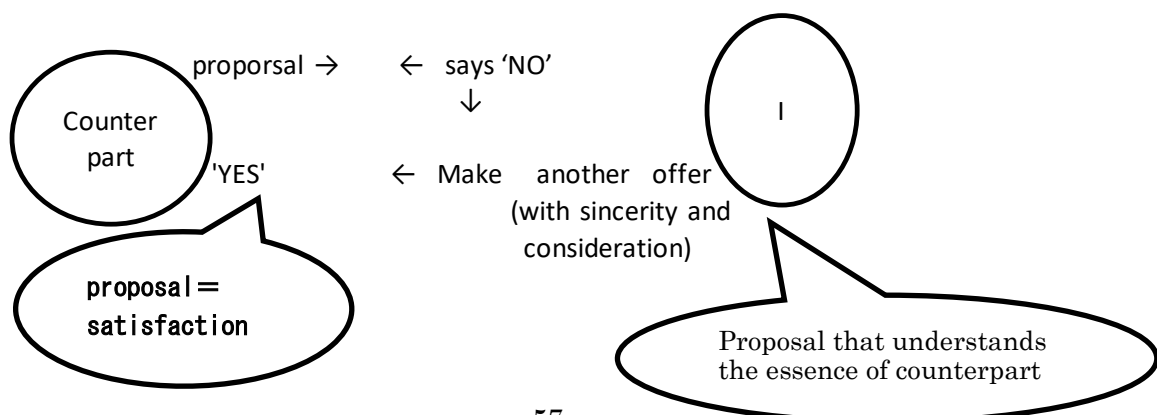 proporsal → ← says ‘NO’
↓
Counter
part
I
'YES' ← Make another offer
(with sincerity and
consideration)
proposal＝
satisfaction
Proposal that understands
the essence of counterpart